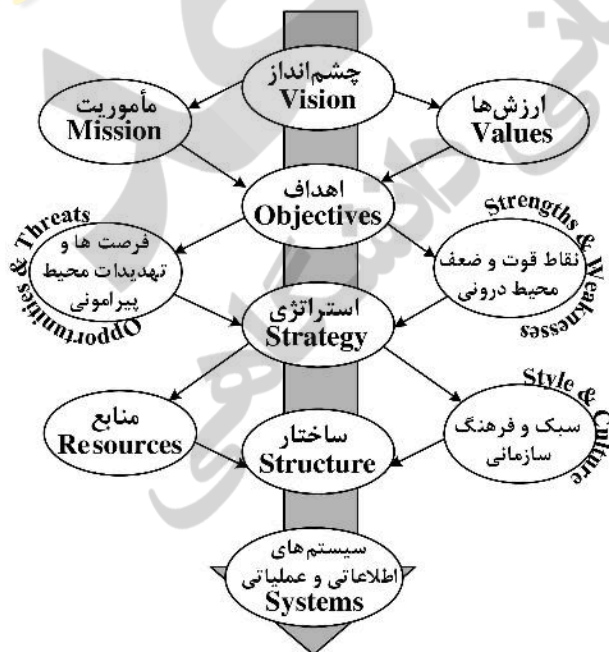 چشم‌انداز
Vision
مأموریت
Mission
ارزش‌ها
Values
اهداف
Objectives
Opportunities & Threats
فرصت ها و
تهدیدات محیط
پیرامونی
Strengths & Weaknesses
نقاط قوت و ضعف
محیط درونی
استراتژی
Strategy
منابع
Resources
Style & Culture
سبک و فرهنگ
سازمانی
ساختار
Structure
سیستم‌های
اطلاعاتی و عملیاتی
Systems